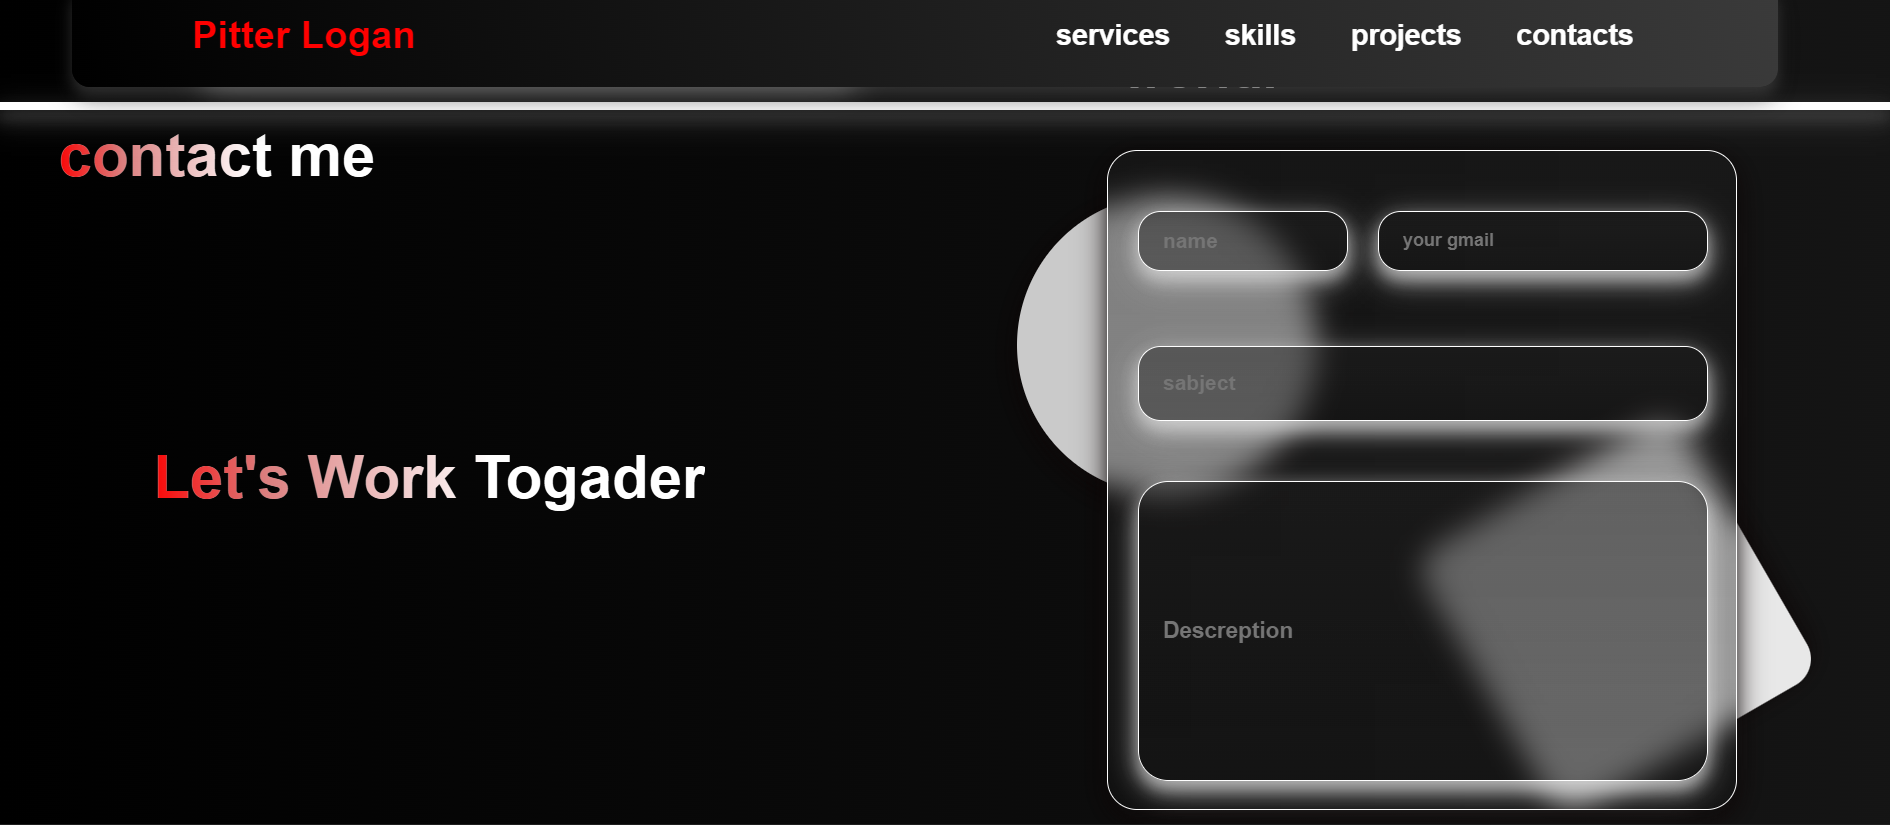 Pitter Logan
services skills projects contacts
contact me
name
your gmail
sabject
Let's Work Togader
Descreption